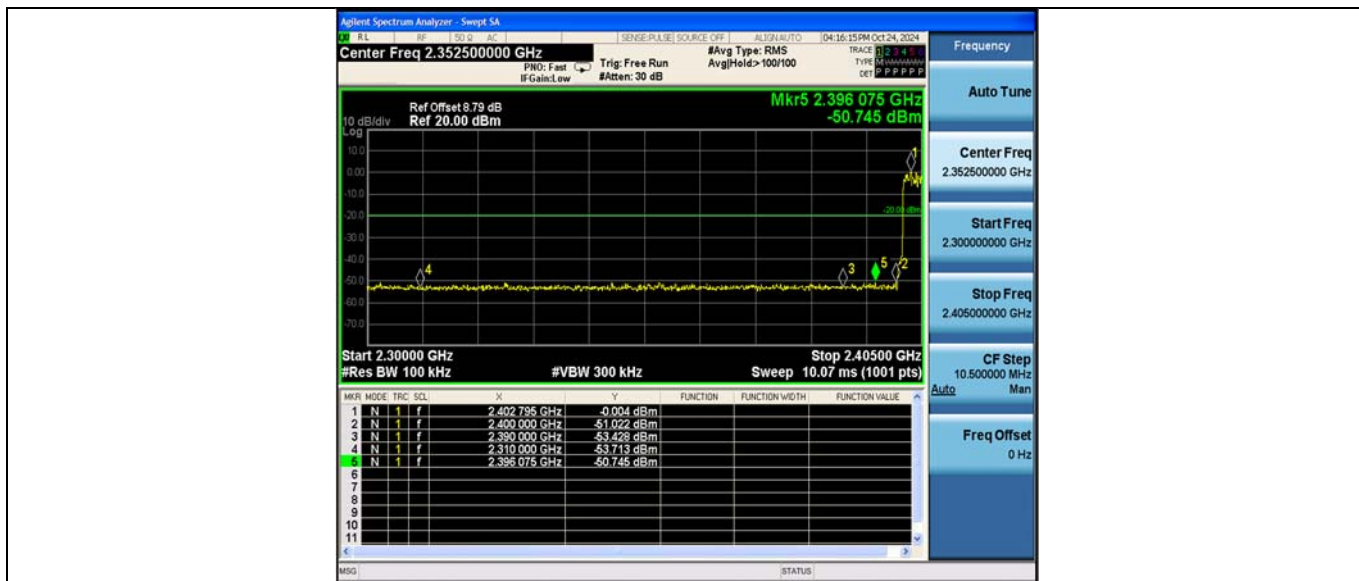 Agilent Spectrum Analyzer - Swept SA
RL RF 50 Ω AC SENSE:PULSE SOURCE OFF ALIGN AUTO 04:16:15 PM Oct 24, 2024
Center Freq 2.352500000 GHz
PNO: Fast
IFGain:Low
Trig: Free Run
#Atten: 30 dB
#Avg Type: RMS
Avg|Hold:> 100/100
TRACE 1 2 3 4 5 6
TYPE M
DET P P P P P P
Frequency
Auto Tune
Center Freq
2.352500000 GHz
Start Freq
2.300000000 GHz
Stop Freq
2.405000000 GHz
CF Step
10.500000 MHz
Auto Man
Freq Offset
0 Hz
Mkr5 2.396 075 GHz
-50.745 dBm
Ref Offset 8.79 dB
10 dB/div Ref 20.00 dBm
Log
10.0
0.00
-10.0
-20.0
-30.0
-40.0
-50.0
-60.0
-70.0
-20.00 dBm
1
4
3
5
2
Start 2.30000 GHz Stop 2.40500 GHz
#Res BW 100 kHz #VBW 300 kHz Sweep 10.07 ms (1001 pts)
MKR MODE TRC SCL X Y FUNCTION FUNCTION WIDTH FUNCTION VALUE
1 N 1 f 2.402 795 GHz -0.004 dBm
2 N 1 f 2.400 000 GHz -51.022 dBm
3 N 1 f 2.390 000 GHz -53.428 dBm
4 N 1 f 2.310 000 GHz -53.713 dBm
5 N 1 f 2.396 075 GHz -50.745 dBm
6
7
8
9
10
11
MSG STATUS